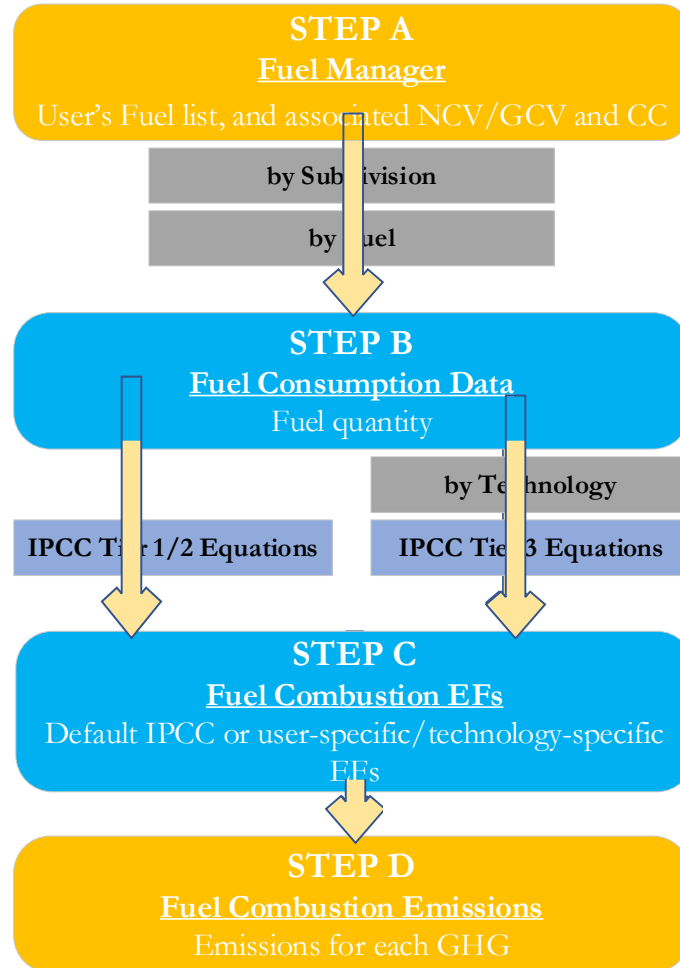 STEP A
Fuel Manager
User's Fuel list, and associated NCV/GCV and CC
by Subdivision
by Fuel
STEP B
Fuel Consumption Data
Fuel quantity
by Technology
IPCC Tier 1/2 Equations
IPCC Tier 3 Equations
STEP C
Fuel Combustion EFs
Default IPCC or user-specific/technology-specific
EFs
STEP D
Fuel Combustion Emissions
Emissions for each GHG